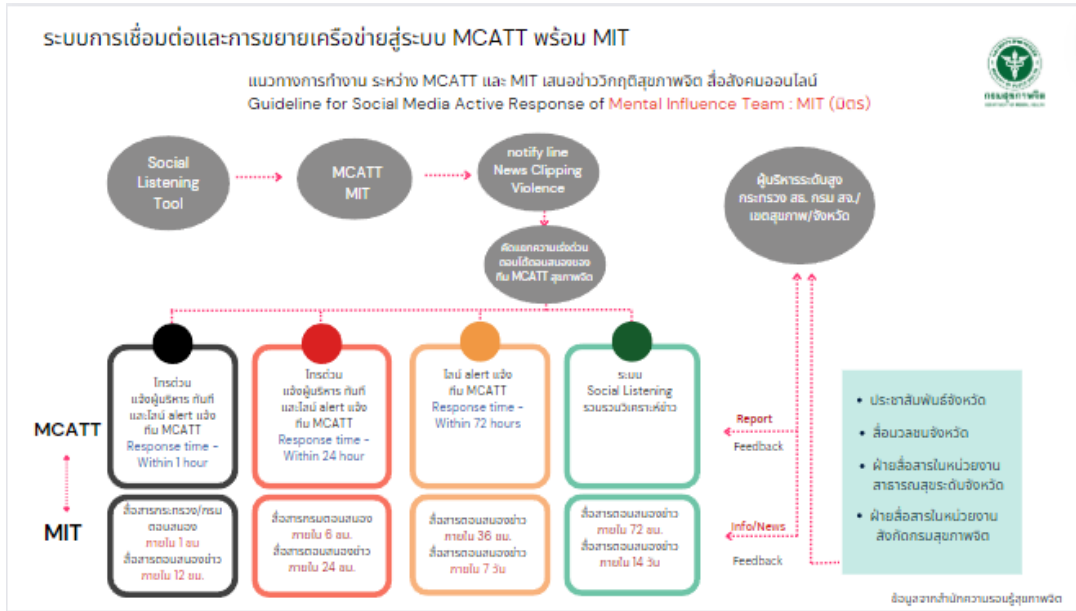 ระบบการเชื่อมต่อและการขยายเครือข่ายสู่ระบบ MCATT พร้อม MIT
แนวทางการทำงาน ระหว่าง MCATT และ MIT เสนอข่าววิกฤติสุขภาพจิต สื่อสังคมออนไลน์
Guideline for Social Media Active Response of Mental Influence Team : MIT (มิตร)
กรมสุขภาพจิต
Social
Listening
Tool
MCATT
MIT
notify line
News Clipping
Violence
ผู้บริหารระดับสูง
กระทรวง สธ. กรม สจ./
เขตสุขภาพ/จังหวัด
คัดแยกความเร่งด่วน
ตอบโต้ตอบสนองของ
ทีม MCATT สุขภาพจิต
MCATT
โทรด่วน
แจ้งผู้บริหาร ทันที
และไลน์ alert แจ้ง
ทีม MCATT
Response time -
Within 1 hour
โทรด่วน
แจ้งผู้บริหาร ทันที
และไลน์ alert แจ้ง
ทีม MCATT
Response time -
Within 24 hour
ไลน์ alert แจ้ง
ทีม MCATT
Response time -
Within 72 hours
ระบบ
Social Listening
รวบรวมวิเคราะห์ข่าว
Report
Feedback
MIT
สื่อสารกระทรวง/กรม
ตอบสนอง
ภายใน 1 ชม
สื่อสารตอบสนองข่าว
ภายใน 12 ชม.
สื่อสารกรมตอบสนอง
ภายใน 6 ชม.
สื่อสารตอบสนองข่าว
ภายใน 24 ชม.
สื่อสารตอบสนองข่าว
ภายใน 36 ชม.
สื่อสารตอบสนองข่าว
ภายใน 7 วัน
สื่อสารตอบสนองข่าว
ภายใน 72 ชม.
สื่อสารตอบสนองข่าว
ภายใน 14 วัน
Info/News
Feedback
• ประชาสัมพันธ์จังหวัด
• สื่อมวลชนจังหวัด
• ฝ่ายสื่อสารในหน่วยงาน
สาธารณสุขระดับจังหวัด
• ฝ่ายสื่อสารในหน่วยงาน
สังกัดกรมสุขภาพจิต
ข้อมูลจากสำนักความรอบรู้สุขภาพจิต